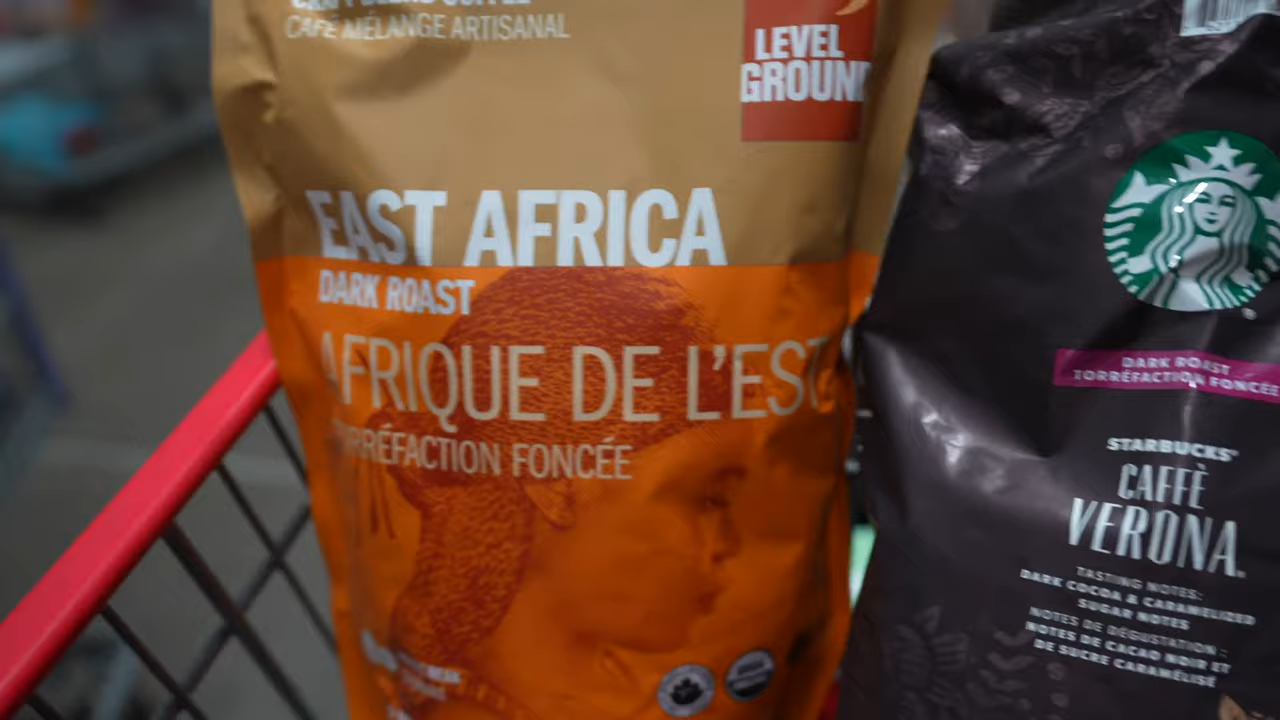 CAFÉ MÉLANGE ARTISANAL
LEVEL
GROUND
EAST AFRICA
DARK ROAST
AFRIQUE DE L'EST
TORRÉFACTION FONCÉE
DARK ROAST
TORRÉFACTION FONCÉE
STARBUCKS®
CAFFÈ
VERONA®
TASTING NOTES:
DARK COCOA & CARAMELIZED
SUGAR NOTES
NOTES DE DÉGUSTATION :
NOTES DE CACAO NOIR ET
DE SUCRE CARAMÉLISÉ